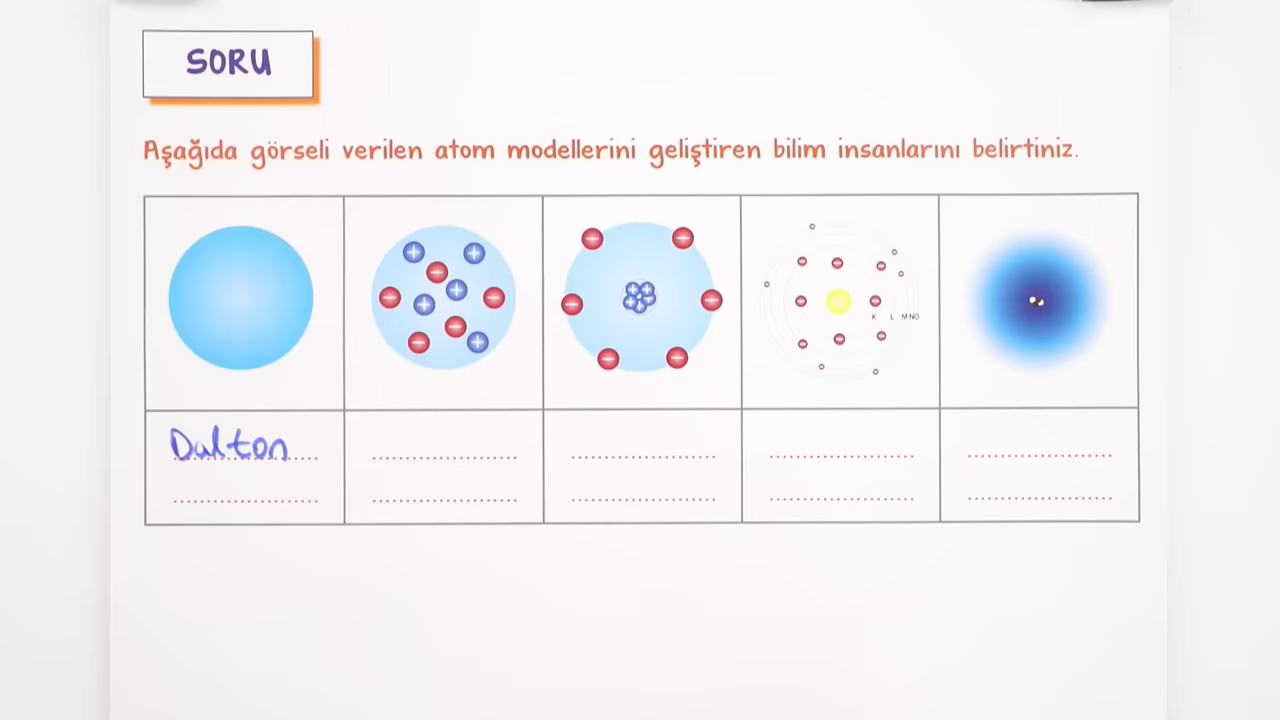 SORU
Aşağıda görseli verilen atom modellerini geliştiren bilim insanlarını belirtiniz.
K L M N O
Dalton